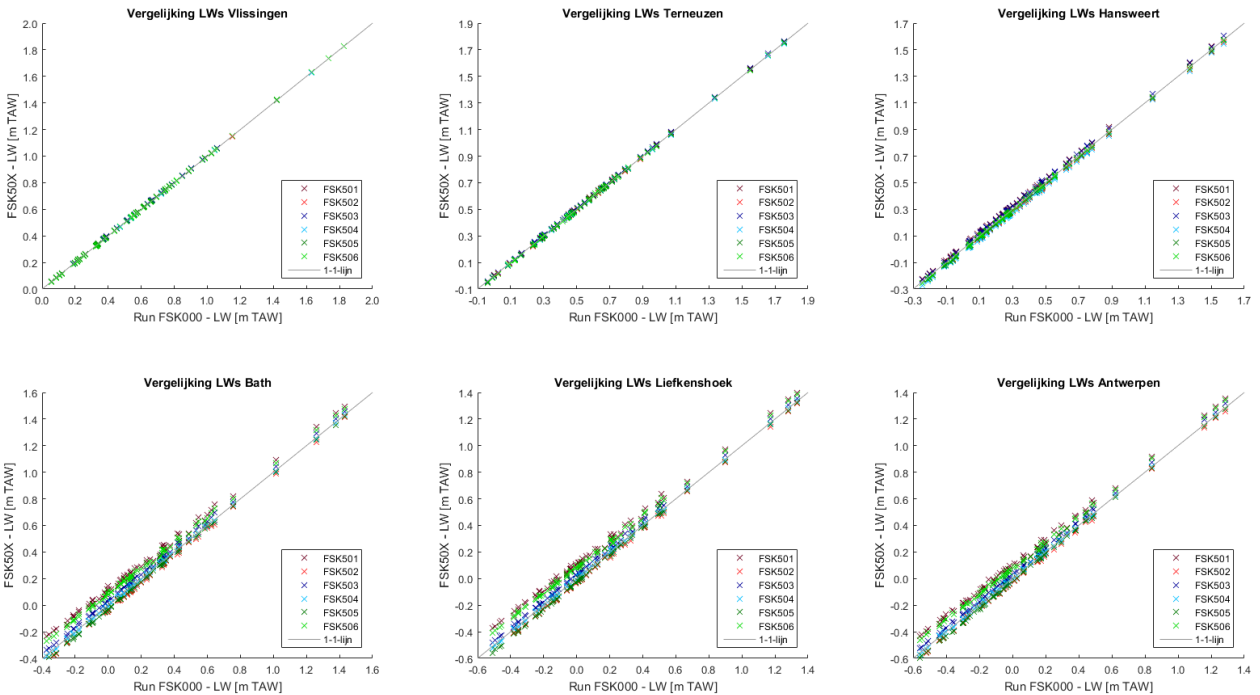 Vergelijking LWs Vlissingen
FSK50X - LW [m TAW]
2.0
1.8
1.6
1.4
1.2
1.0
0.8
0.6
0.4
0.2
0.0
0.0 0.2 0.4 0.6 0.8 1.0 1.2 1.4 1.6 1.8 2.0
Run FSK000 - LW [m TAW]
FSK501
FSK502
FSK503
FSK504
FSK505
FSK506
1-1-lijn
Vergelijking LWs Terneuzen
FSK50X - LW [m TAW]
1.9
1.7
1.5
1.3
1.1
0.9
0.7
0.5
0.3
0.1
-0.1
-0.1 0.1 0.3 0.5 0.7 0.9 1.1 1.3 1.5 1.7 1.9
Run FSK000 - LW [m TAW]
FSK501
FSK502
FSK503
FSK504
FSK505
FSK506
1-1-lijn
Vergelijking LWs Hansweert
FSK50X - LW [m TAW]
1.7
1.5
1.3
1.1
0.9
0.7
0.5
0.3
0.1
-0.1
-0.3
-0.3 -0.1 0.1 0.3 0.5 0.7 0.9 1.1 1.3 1.5 1.7
Run FSK000 - LW [m TAW]
FSK501
FSK502
FSK503
FSK504
FSK505
FSK506
1-1-lijn
Vergelijking LWs Bath
FSK50X - LW [m TAW]
1.6
1.4
1.2
1.0
0.8
0.6
0.4
0.2
0.0
-0.2
-0.4
-0.4 -0.2 0.0 0.2 0.4 0.6 0.8 1.0 1.2 1.4 1.6
Run FSK000 - LW [m TAW]
FSK501
FSK502
FSK503
FSK504
FSK505
FSK506
1-1-lijn
Vergelijking LWs Liefkenshoek
FSK50X - LW [m TAW]
1.4
1.2
1.0
0.8
0.6
0.4
0.2
0.0
-0.2
-0.4
-0.6
-0.6 -0.4 -0.2 0.0 0.2 0.4 0.6 0.8 1.0 1.2 1.4
Run FSK000 - LW [m TAW]
FSK501
FSK502
FSK503
FSK504
FSK505
FSK506
1-1-lijn
Vergelijking LWs Antwerpen
FSK50X - LW [m TAW]
1.4
1.2
1.0
0.8
0.6
0.4
0.2
0.0
-0.2
-0.4
-0.6
-0.6 -0.4 -0.2 0.0 0.2 0.4 0.6 0.8 1.0 1.2 1.4
Run FSK000 - LW [m TAW]
FSK501
FSK502
FSK503
FSK504
FSK505
FSK506
1-1-lijn